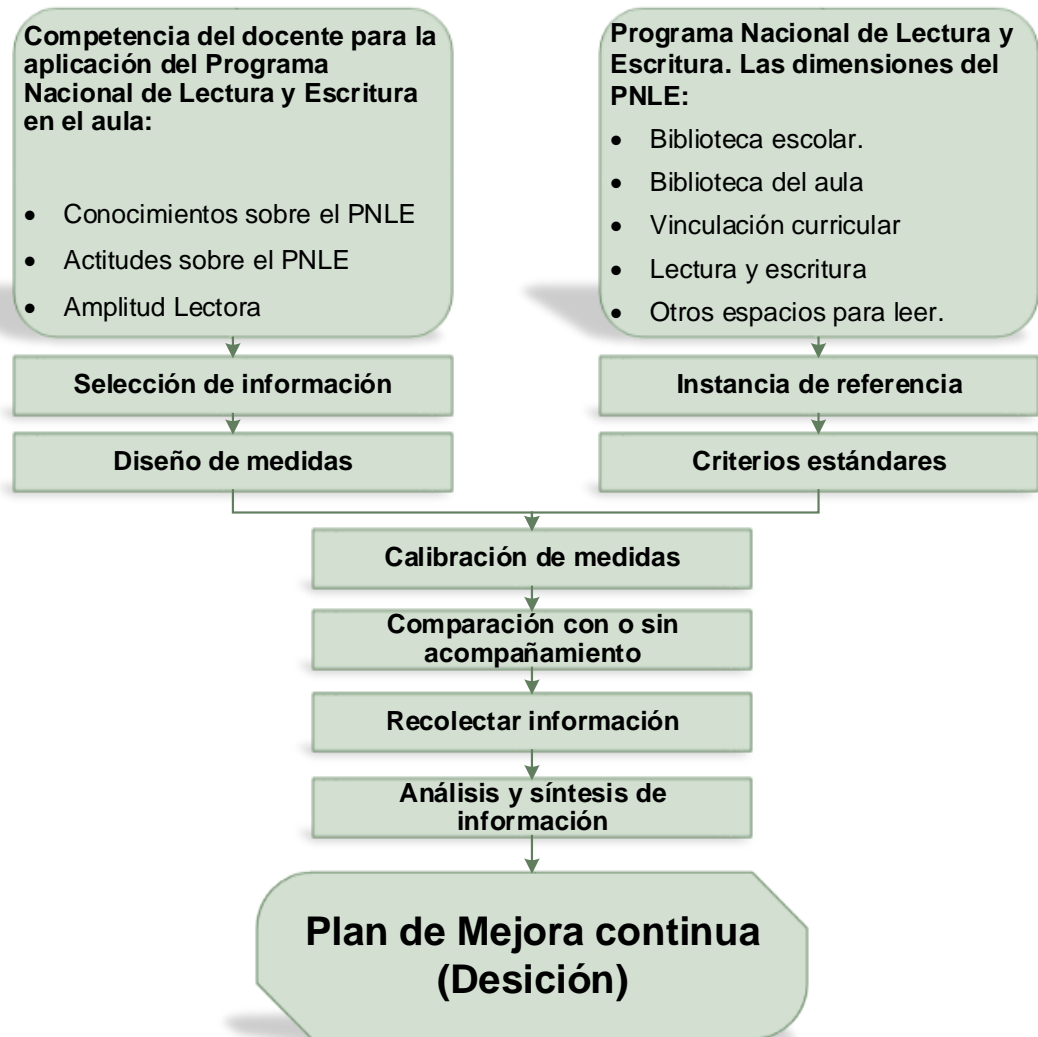 Competencia del docente para la
aplicación del Programa
Nacional de Lectura y Escritura
en el aula:
• Conocimientos sobre el PNLE
• Actitudes sobre el PNLE
• Amplitud Lectora
Selección de información
Diseño de medidas
Programa Nacional de Lectura y
Escritura. Las dimensiones del
PNLE:
• Biblioteca escolar.
• Biblioteca del aula
• Vinculación curricular
• Lectura y escritura
• Otros espacios para leer.
Instancia de referencia
Criterios estándares
Calibración de medidas
Comparación con o sin
acompañamiento
Recolectar información
Análisis y síntesis de
información
Plan de Mejora continua
(Desición)